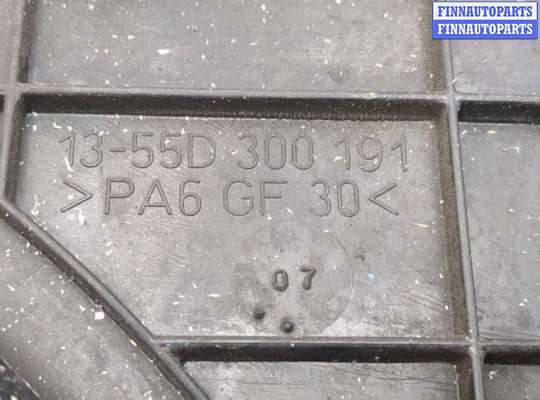 FINNAUTOPARTS
FINNAUTOPARTS
13-55D 300 191
>PA6 GF 30<
07